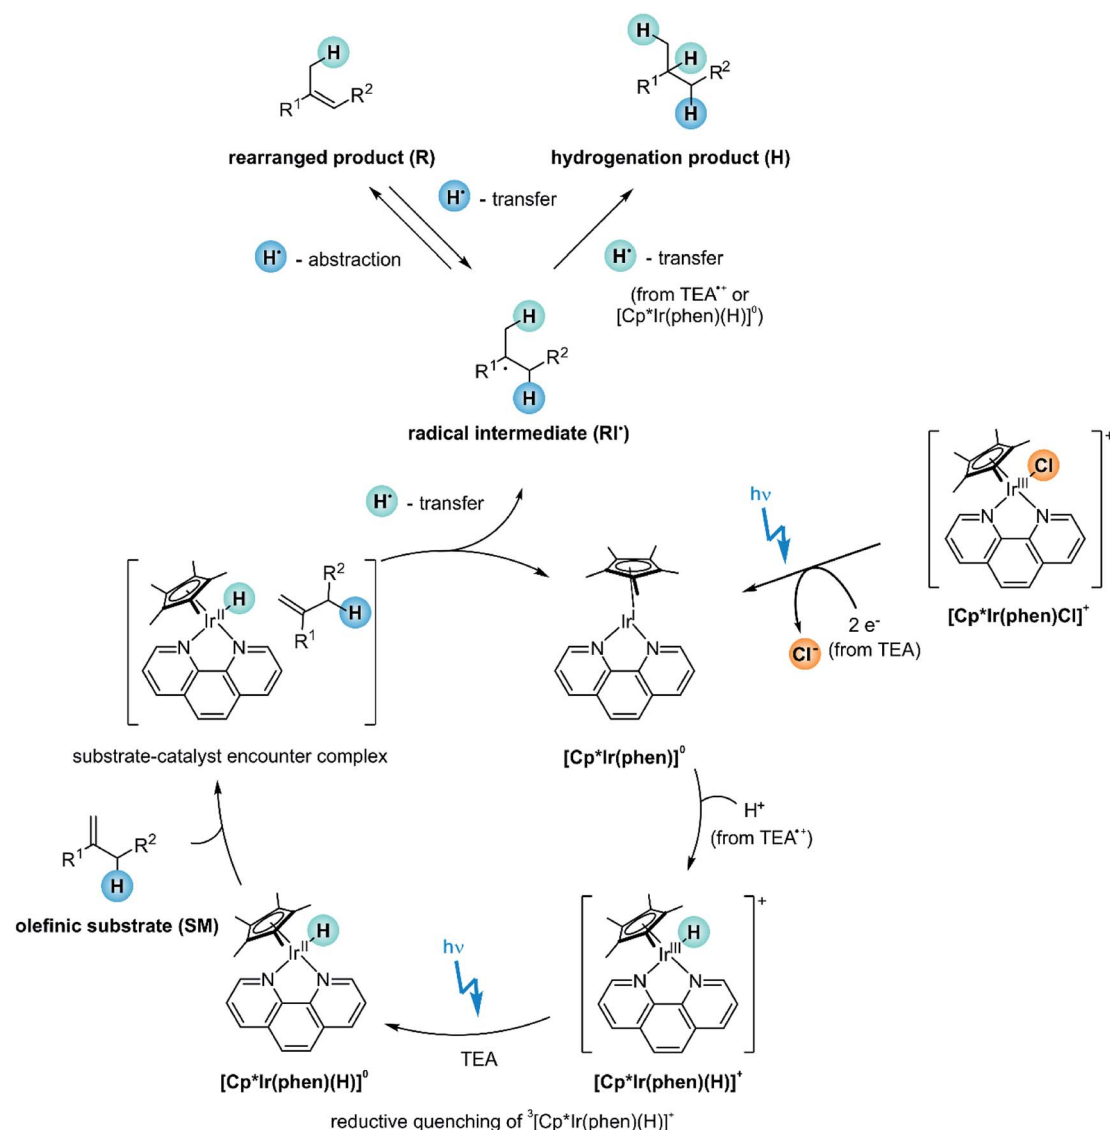 H
R¹
R²
rearranged product (R)
H
H
R¹
R²
H
hydrogenation product (H)
H• - transfer
H• - abstraction
H• - transfer
(from TEA•+ or
[Cp*Ir(phen)(H)]⁰)
H
R¹
R²
•
H
radical intermediate (RI•)
H• - transfer
hν
+
Cl
Irᴵᴵᴵ
N
N
[Cp*Ir(phen)Cl]⁺
2 e⁻
(from TEA)
Cl⁻
H
Irᴵᴵ
N
N
R²
H
R¹
substrate-catalyst encounter complex
Ir
N
N
[Cp*Ir(phen)]⁰
H⁺
(from TEA•+)
R¹
R²
H
olefinic substrate (SM)
H
Irᴵᴵ
N
N
[Cp*Ir(phen)(H)]⁰
hν
TEA
+
H
Irᴵᴵᴵ
N
N
[Cp*Ir(phen)(H)]⁺
reductive quenching of ³[Cp*Ir(phen)(H)]⁺